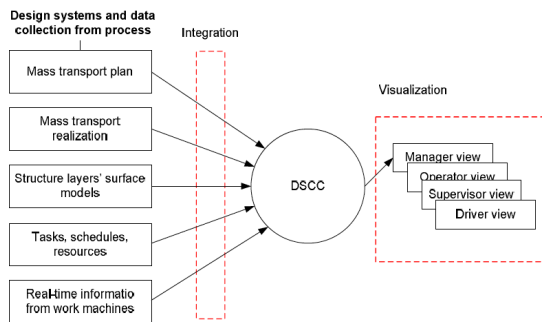 Design systems and data
collection from process
Integration
Mass transport plan
Mass transport
realization
Structure layers' surface
models
Tasks, schedules,
resources
Real-time informatio
from work machines
DSCC
Visualization
Manager view
Operator view
Supervisor view
Driver view